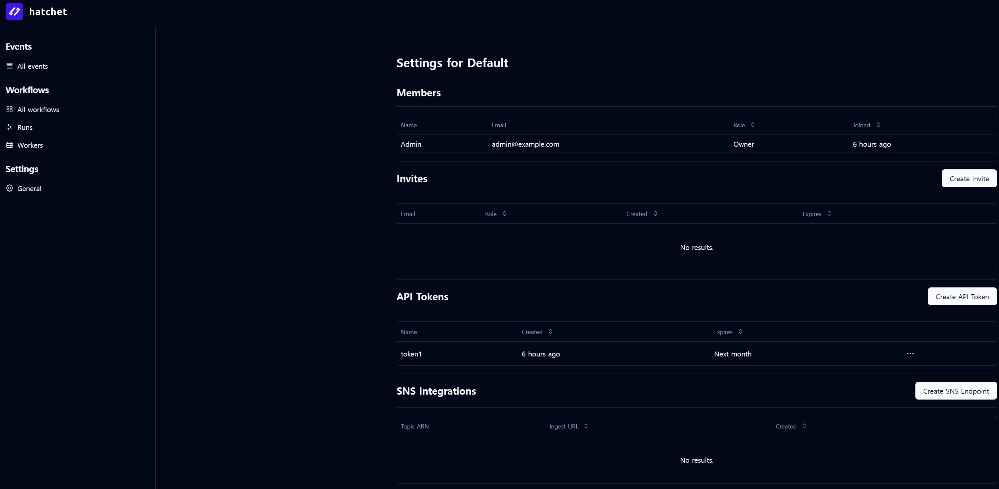 hatchet
Events
All events
Workflows
All workflows
Runs
Workers
Settings
General
Settings for Default
Members
Name Email Role Joined
Admin admin@example.com Owner 6 hours ago
Invites Create Invite
Email Role Created Expires
No results.
API Tokens Create API Token
Name Created Expires
token1 6 hours ago Next month ...
SNS Integrations Create SNS Endpoint
Topic ARN Ingest URL Created
No results.